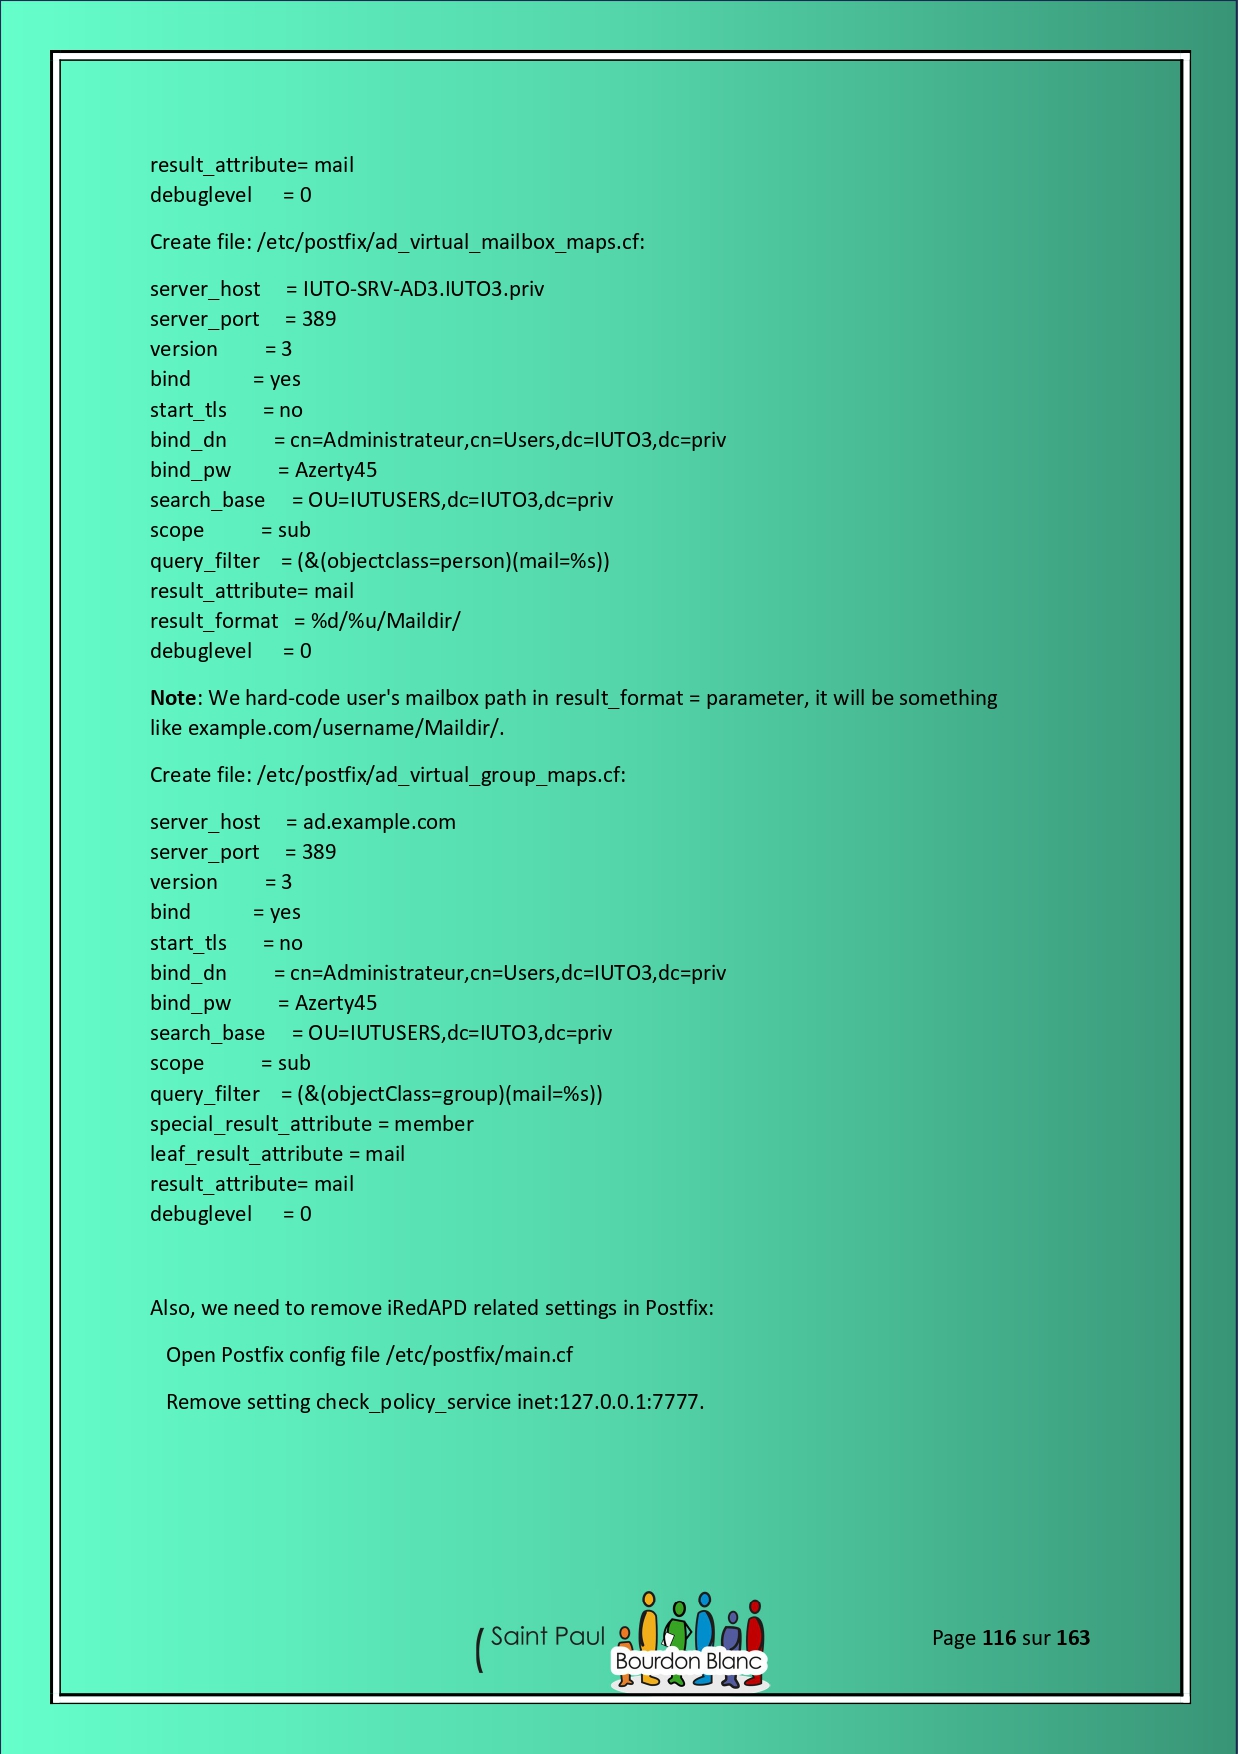 result_attribute= mail
debuglevel = 0
Create file: /etc/postfix/ad_virtual_mailbox_maps.cf:
server_host = IUTO-SRV-AD3.IUTO3.priv
server_port = 389
version = 3
bind = yes
start_tls = no
bind_dn = cn=Administrateur,cn=Users,dc=IUTO3,dc=priv
bind_pw = Azerty45
search_base = OU=IUTUSERS,dc=IUTO3,dc=priv
scope = sub
query_filter = (&(objectclass=person)(mail=%s))
result_attribute= mail
result_format = %d/%u/Maildir/
debuglevel = 0
Note: We hard-code user's mailbox path in result_format = parameter, it will be something
like example.com/username/Maildir/.
Create file: /etc/postfix/ad_virtual_group_maps.cf:
server_host = ad.example.com
server_port = 389
version = 3
bind = yes
start_tls = no
bind_dn = cn=Administrateur,cn=Users,dc=IUTO3,dc=priv
bind_pw = Azerty45
search_base = OU=IUTUSERS,dc=IUTO3,dc=priv
scope = sub
query_filter = (&(objectClass=group)(mail=%s))
special_result_attribute = member
leaf_result_attribute = mail
result_attribute= mail
debuglevel = 0
Also, we need to remove iRedAPD related settings in Postfix:
Open Postfix config file /etc/postfix/main.cf
Remove setting check_policy_service inet:127.0.0.1:7777.
Saint Paul
Bourdon Blanc
Page 116 sur 163